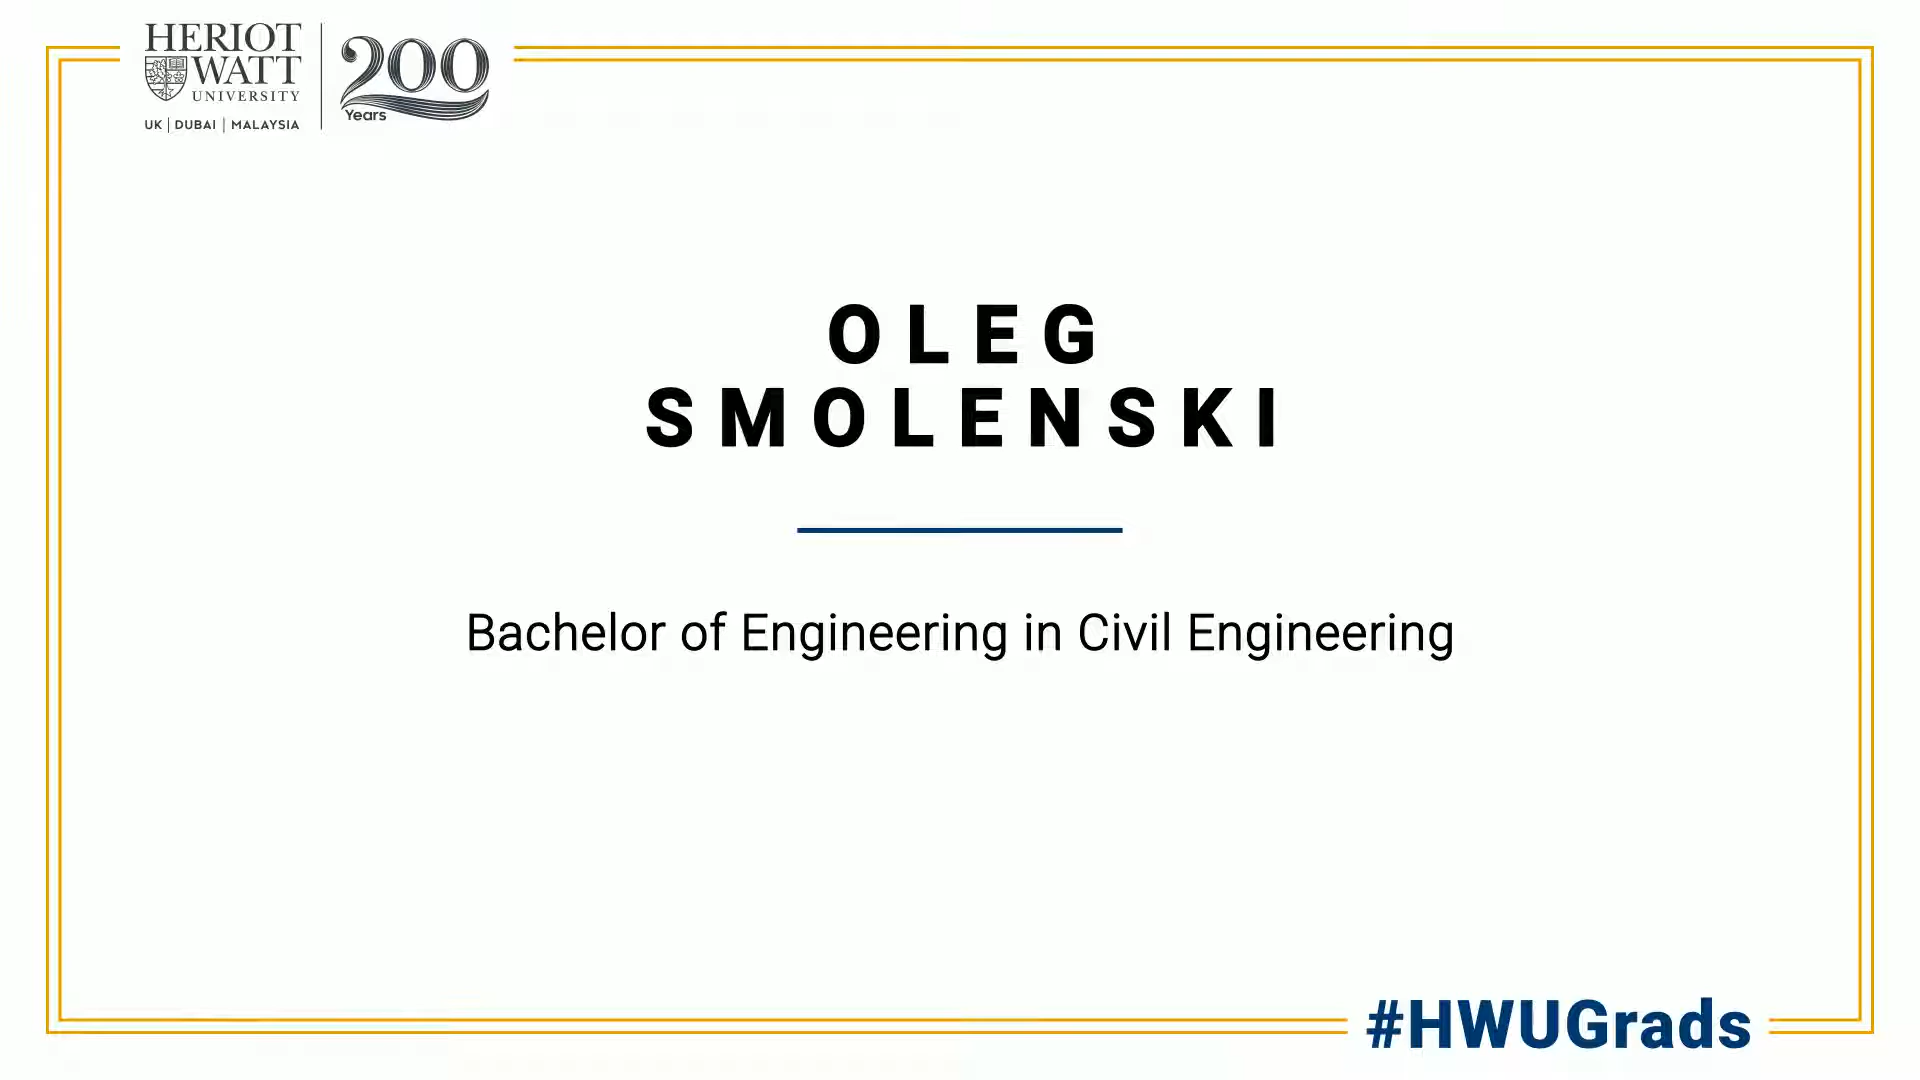 HERIOT
WATT
UNIVERSITY
UK | DUBAI | MALAYSIA
200
Years
OLEG
SMOLENSKI
Bachelor of Engineering in Civil Engineering
#HWUGrads